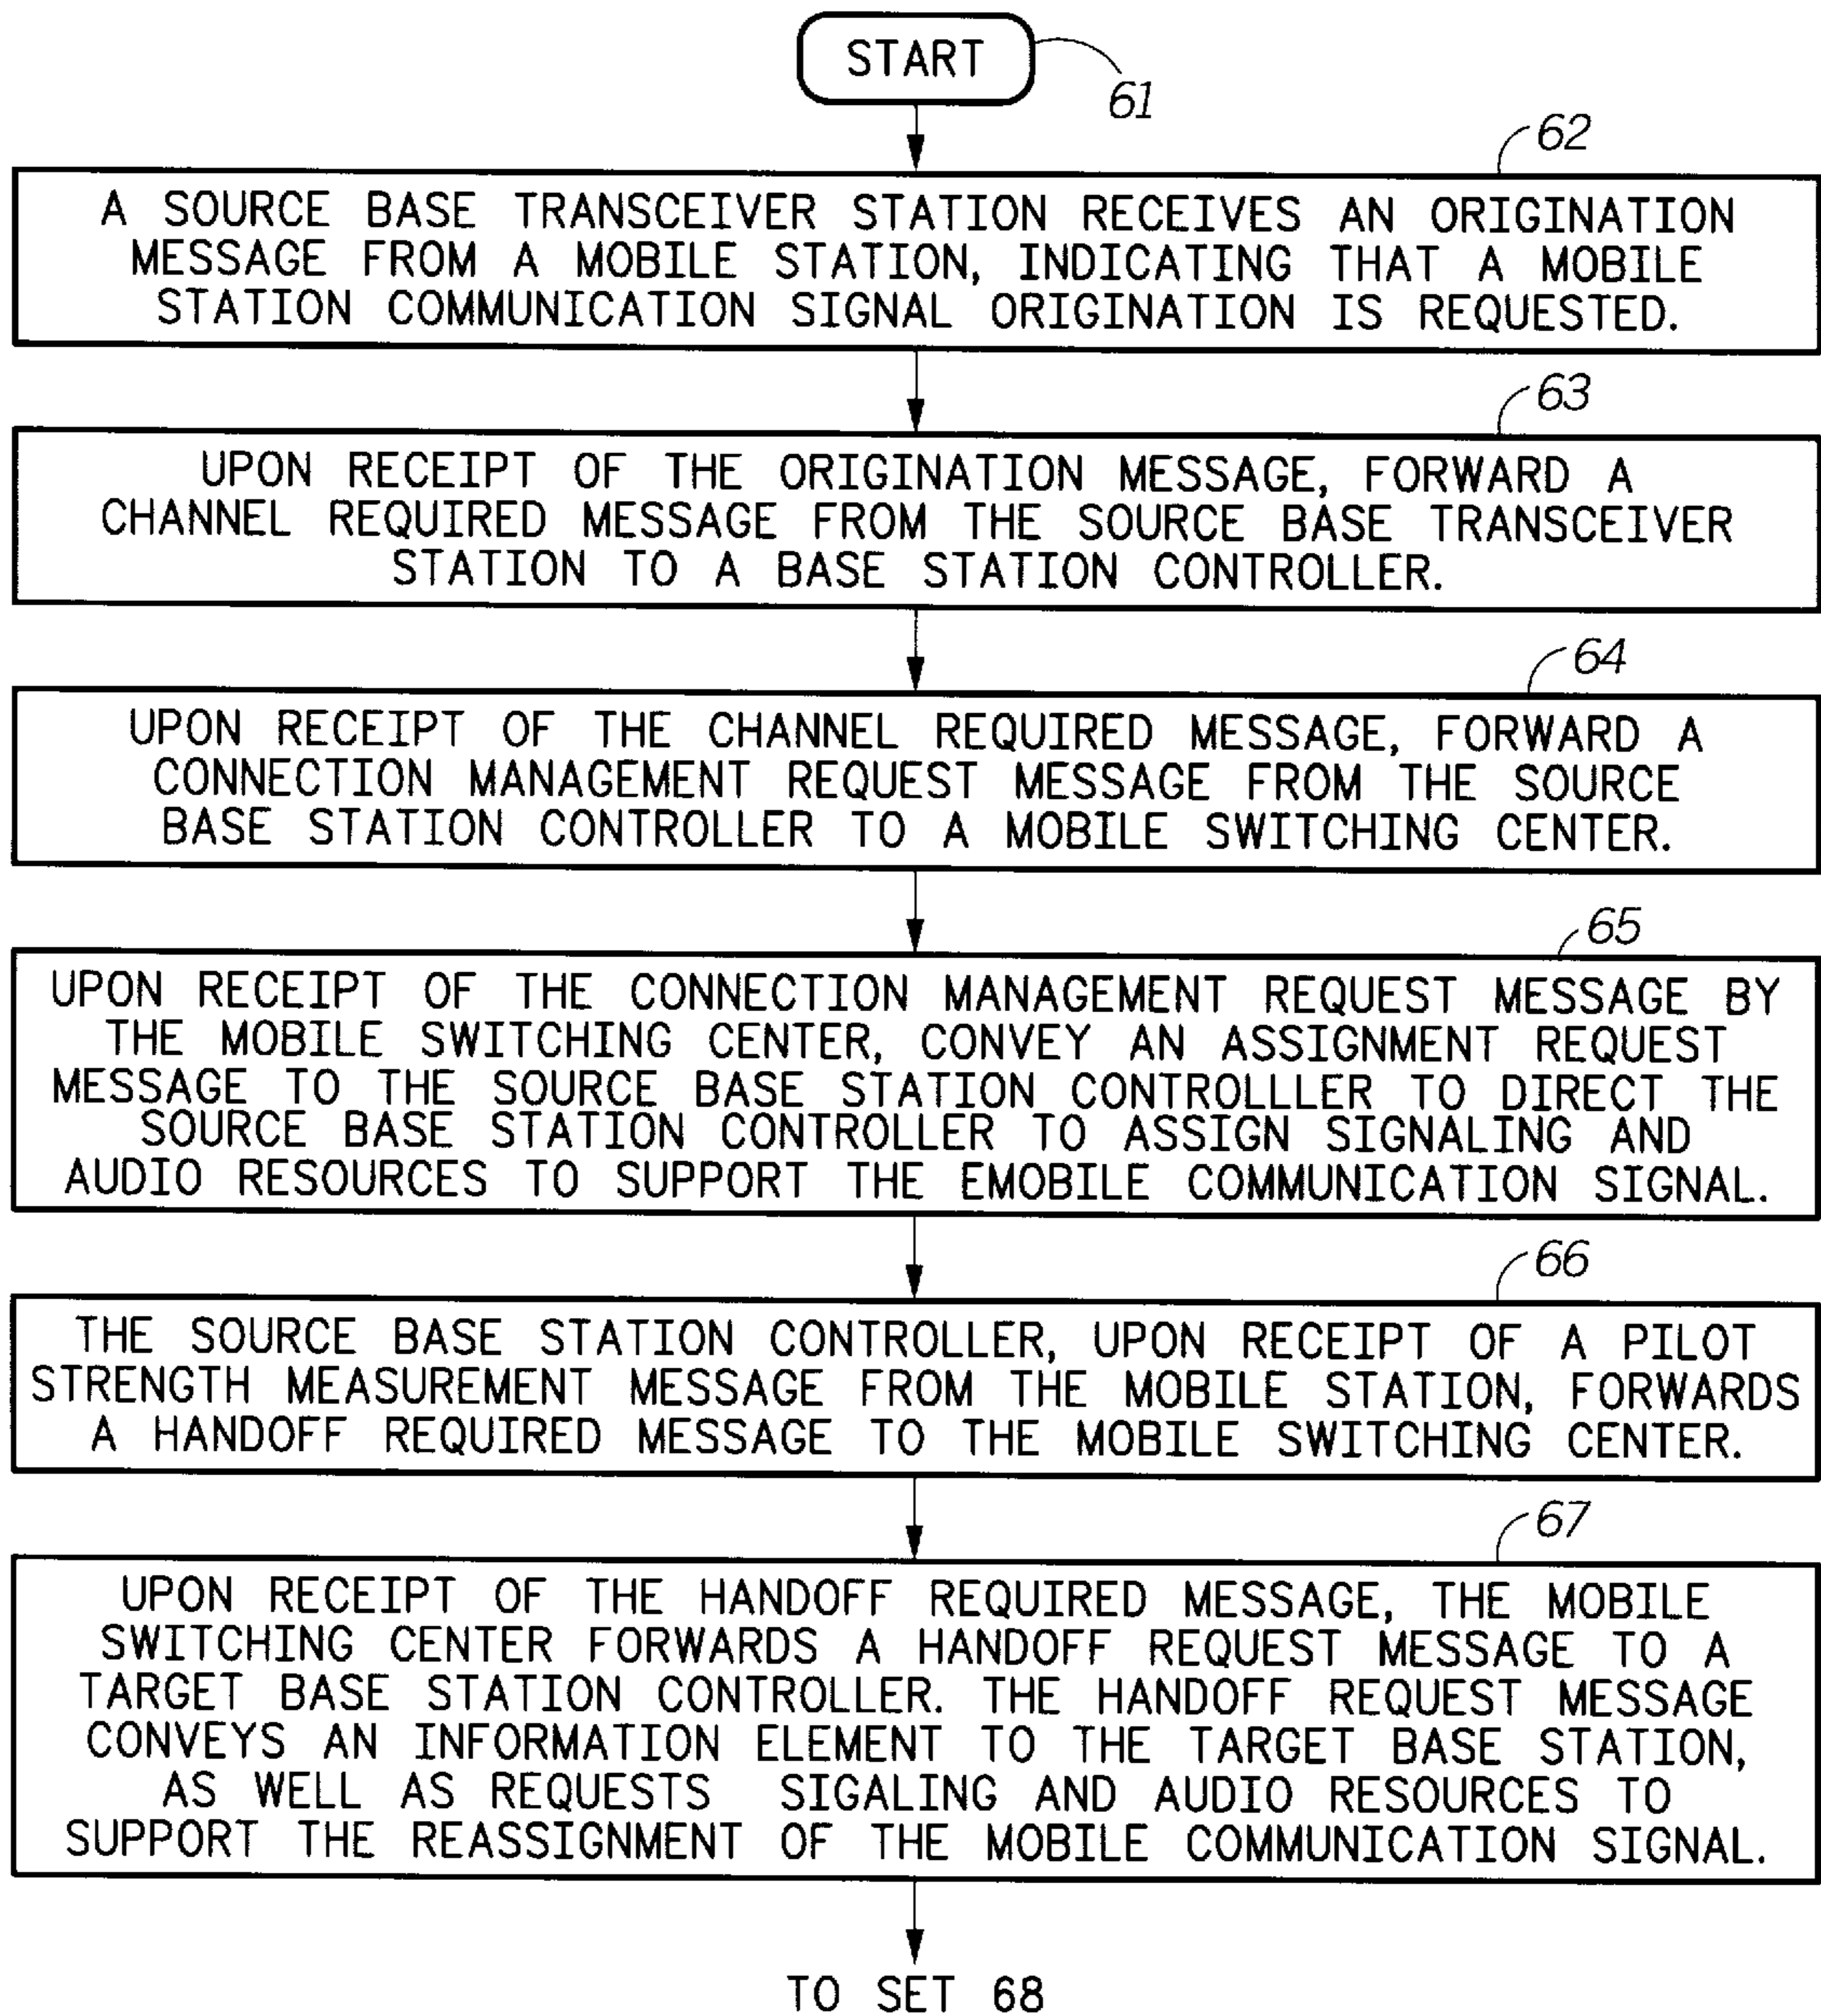 START
61
62
A SOURCE BASE TRANSCEIVER STATION RECEIVES AN ORIGINATION
MESSAGE FROM A MOBILE STATION, INDICATING THAT A MOBILE
STATION COMMUNICATION SIGNAL ORIGINATION IS REQUESTED.
63
UPON RECEIPT OF THE ORIGINATION MESSAGE, FORWARD A
CHANNEL REQUIRED MESSAGE FROM THE SOURCE BASE TRANSCEIVER
STATION TO A BASE STATION CONTROLLER.
64
UPON RECEIPT OF THE CHANNEL REQUIRED MESSAGE, FORWARD A
CONNECTION MANAGEMENT REQUEST MESSAGE FROM THE SOURCE
BASE STATION CONTROLLER TO A MOBILE SWITCHING CENTER.
65
UPON RECEIPT OF THE CONNECTION MANAGEMENT REQUEST MESSAGE BY
THE MOBILE SWITCHING CENTER, CONVEY AN ASSIGNMENT REQUEST
MESSAGE TO THE SOURCE BASE STATION CONTROLLLER TO DIRECT THE
SOURCE BASE STATION CONTROLLER TO ASSIGN SIGNALING AND
AUDIO RESOURCES TO SUPPORT THE EMOBILE COMMUNICATION SIGNAL.
66
THE SOURCE BASE STATION CONTROLLER, UPON RECEIPT OF A PILOT
STRENGTH MEASUREMENT MESSAGE FROM THE MOBILE STATION, FORWARDS
A HANDOFF REQUIRED MESSAGE TO THE MOBILE SWITCHING CENTER.
67
UPON RECEIPT OF THE HANDOFF REQUIRED MESSAGE, THE MOBILE
SWITCHING CENTER FORWARDS A HANDOFF REQUEST MESSAGE TO A
TARGET BASE STATION CONTROLLER. THE HANDOFF REQUEST MESSAGE
CONVEYS AN INFORMATION ELEMENT TO THE TARGET BASE STATION,
AS WELL AS REQUESTS SIGALING AND AUDIO RESOURCES TO
SUPPORT THE REASSIGNMENT OF THE MOBILE COMMUNICATION SIGNAL.
TO SET 68